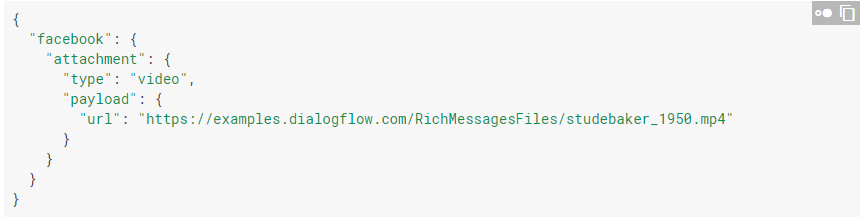 {
  "facebook": {
    "attachment": {
      "type": "video",
      "payload": {
        "url": "https://examples.dialogflow.com/RichMessagesFiles/studebaker_1950.mp4"
      }
    }
  }
}